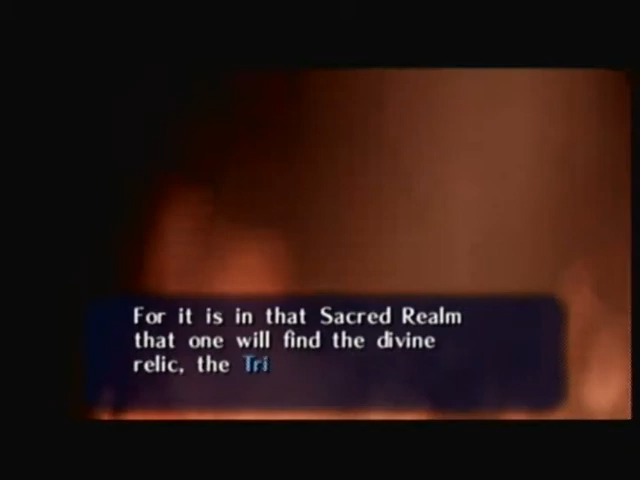 For it is in that Sacred Realm
that one will find the divine
relic, the Tri